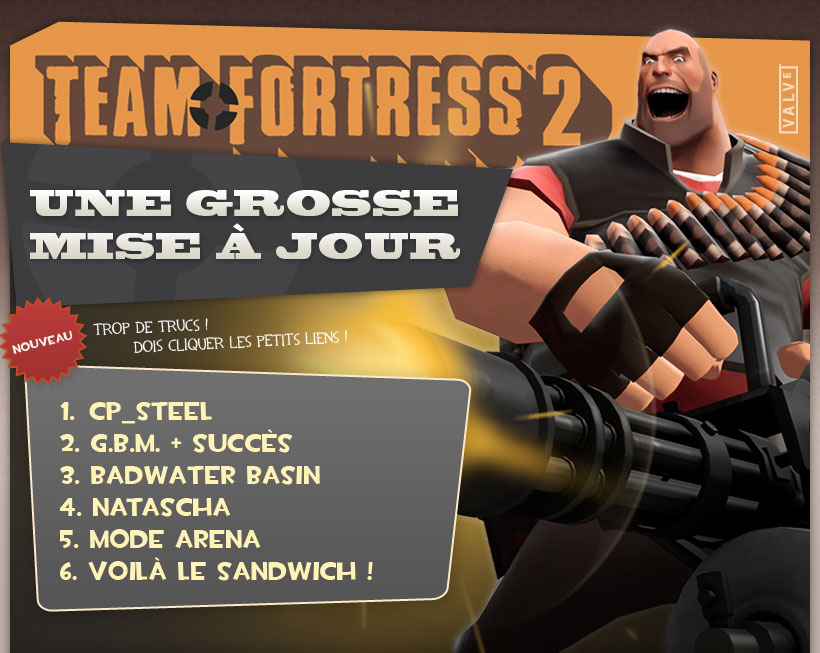 TEAM FORTRESS 2
VALVE
UNE GROSSE
MISE À JOUR
NOUVEAU
TROP DE TRUCS !
DOIS CLIQUER LES PETITS LIENS !
1. CP_STEEL
2. G.B.M. + SUCCÈS
3. BADWATER BASIN
4. NATASCHA
5. MODE ARENA
6. VOILÀ LE SANDWICH !